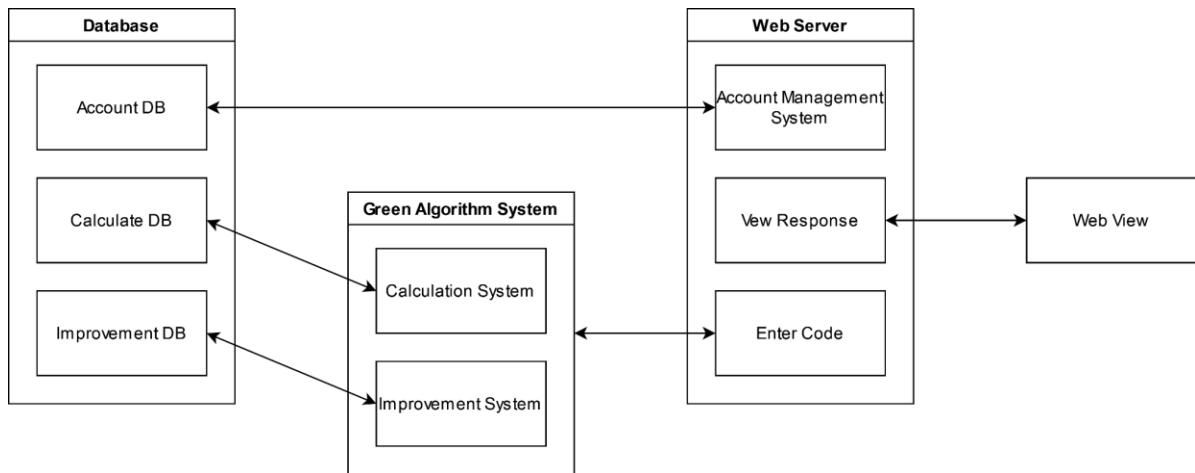 Database
Account DB
Calculate DB
Improvement DB
Green Algorithm System
Calculation System
Improvement System
Web Server
Account Management
System
Vew Response
Enter Code
Web View